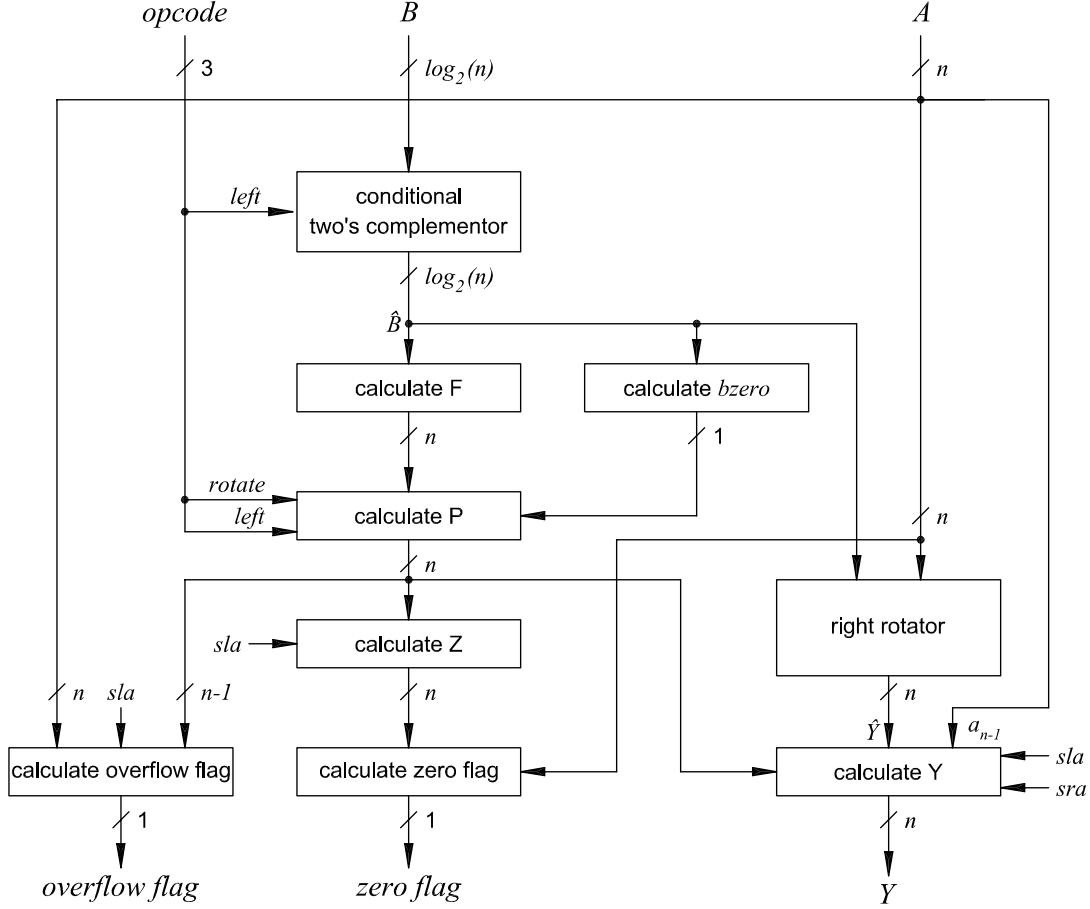 opcode B A
3 log₂(n) n
left conditional
two's complementor
log₂(n)
B̂
calculate F calculate bzero
n 1
rotate
left calculate P n
n
sla calculate Z right rotator
n sla n-1 n n
Ŷ aₙ₋₁
calculate overflow flag calculate zero flag calculate Y sla
sra
1 1 n
overflow flag zero flag Y